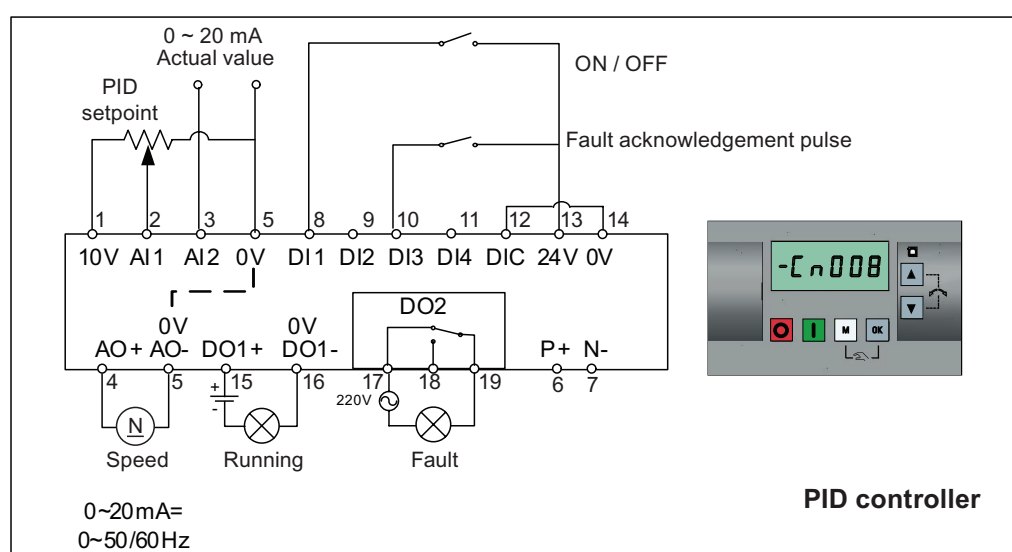 0 ~ 20 mA
Actual value
PID
setpoint
ON / OFF
Fault acknowledgement pulse
1 2 3 5 8 9 10 11 12 13 14
10V AI1 AI2 0V DI1 DI2 DI3 DI4 DIC 24V 0V
-Cn008
M OK
DO2
0V 0V
AO+ AO- DO1+ DO1- P+ N-
4 5 15 16 17 18 19 6 7
+
-
220V
N
Speed Running Fault
PID controller
0~20mA=
0~50/60Hz